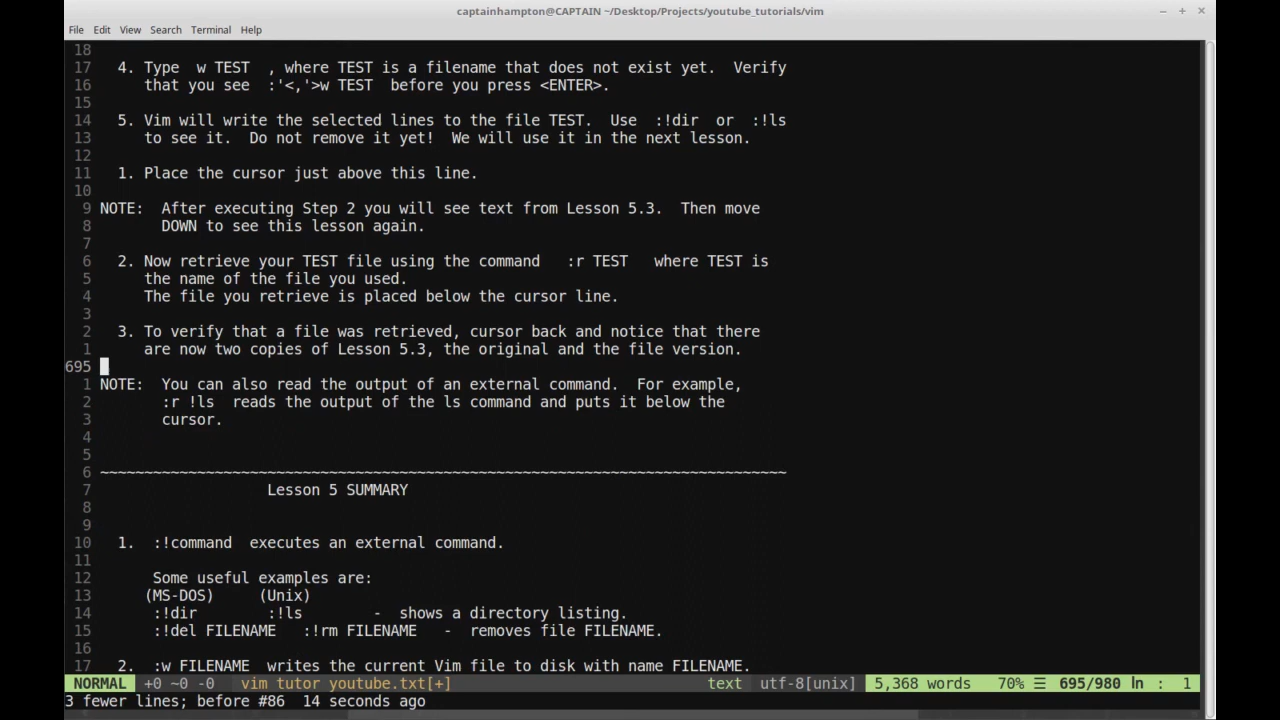 captainhampton@CAPTAIN ~/Desktop/Projects/youtube_tutorials/vim
File Edit View Search Terminal Help
18
17 4. Type w TEST , where TEST is a filename that does not exist yet. Verify
16 that you see :'<,'>w TEST before you press <ENTER>.
15
14 5. Vim will write the selected lines to the file TEST. Use :!dir or :!ls
13 to see it. Do not remove it yet! We will use it in the next lesson.
12
11 1. Place the cursor just above this line.
10
9 NOTE: After executing Step 2 you will see text from Lesson 5.3. Then move
8 DOWN to see this lesson again.
7
6 2. Now retrieve your TEST file using the command :r TEST where TEST is
5 the name of the file you used.
4 The file you retrieve is placed below the cursor line.
3
2 3. To verify that a file was retrieved, cursor back and notice that there
1 are now two copies of Lesson 5.3, the original and the file version.
695
1 NOTE: You can also read the output of an external command. For example,
2 :r !ls reads the output of the ls command and puts it below the
3 cursor.
4
5
6 ~~~~~~~~~~~~~~~~~~~~~~~~~~~~~~~~~~~~~~~~~~~~~~~~~~~~~~~~~~~~~~~~~~~~~~~~~~~~~~
7 Lesson 5 SUMMARY
8
9
10 1. :!command executes an external command.
11
12 Some useful examples are:
13 (MS-DOS) (Unix)
14 :!dir :!ls - shows a directory listing.
15 :!del FILENAME :!rm FILENAME - removes file FILENAME.
16
17 2. :w FILENAME writes the current Vim file to disk with name FILENAME.
NORMAL +0 ~0 -0 vim_tutor_youtube.txt[+] text utf-8[unix] 5,368 words 70% ☰ 695/980 ln : 1
3 fewer lines; before #86 14 seconds ago